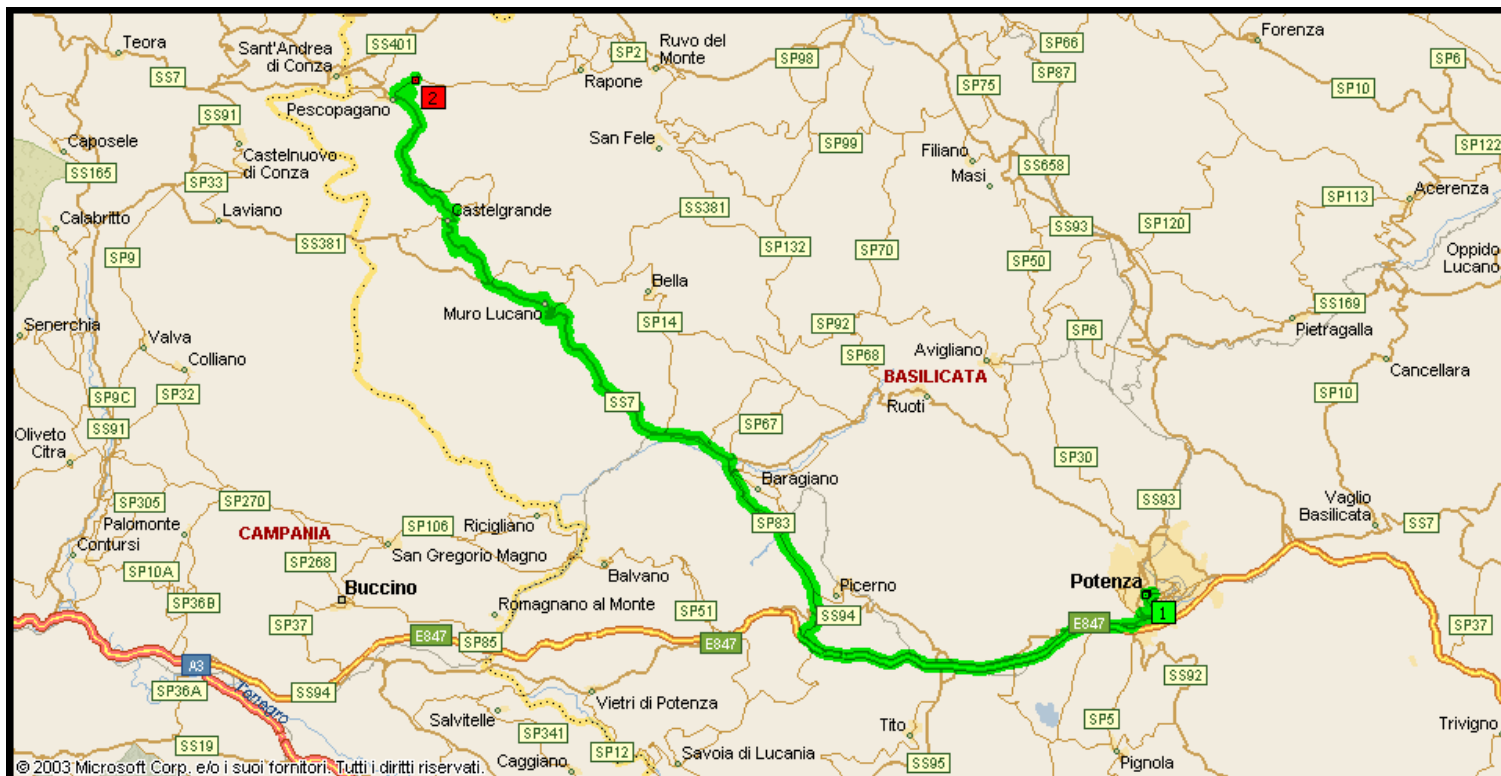 Teora
SS401
Sant'Andrea
di Conza
SP2
Ruvo del
Monte
SP98
SP66
Forenza
SS7
Rapone
SP87
SP6
SP75
SP10
2
Pescopagano
SS91
Caposele
San Fele
SP99
Filiano
SS658
SP122
Castelnuovo
di Conza
SS165
SP33
Masi
Acerenza
SP113
Calabritto
Laviano
Castelgrande
SS381
SS381
SS93
SP120
SP9
SP132
SP70
SP50
Oppido
Lucano
Bella
Muro Lucano
SS169
Senerchia
Valva
SP14
SP92
SP6
Pietragalla
Colliano
SP68
Avigliano
Cancellara
BASILICATA
SP9C
SP32
SS7
Ruoti
SP10
SS91
SP67
Oliveto
Citra
SP30
Baragiano
SP305
SP270
SS93
Vaglio
Basilicata
Palomonte
CAMPANIA
SP106
Ricigliano
SP83
SS7
Contursi
San Gregorio Magno
SP10A
SP268
Balvano
Picerno
Potenza
Buccino
SP36B
Romagnano al Monte
SP51
SS94
1
SP37
E847
SP85
E847
E847
SP37
A3
SP36A
SS94
Tanagro
Vietri di Potenza
SS92
Salvitelle
SP5
Tito
Trivigno
SS19
SP341
SP12
Savoia di Lucania
Caggiano
SS95
Pignola
© 2003 Microsoft Corp. e/o i suoi fornitori. Tutti i diritti riservati.